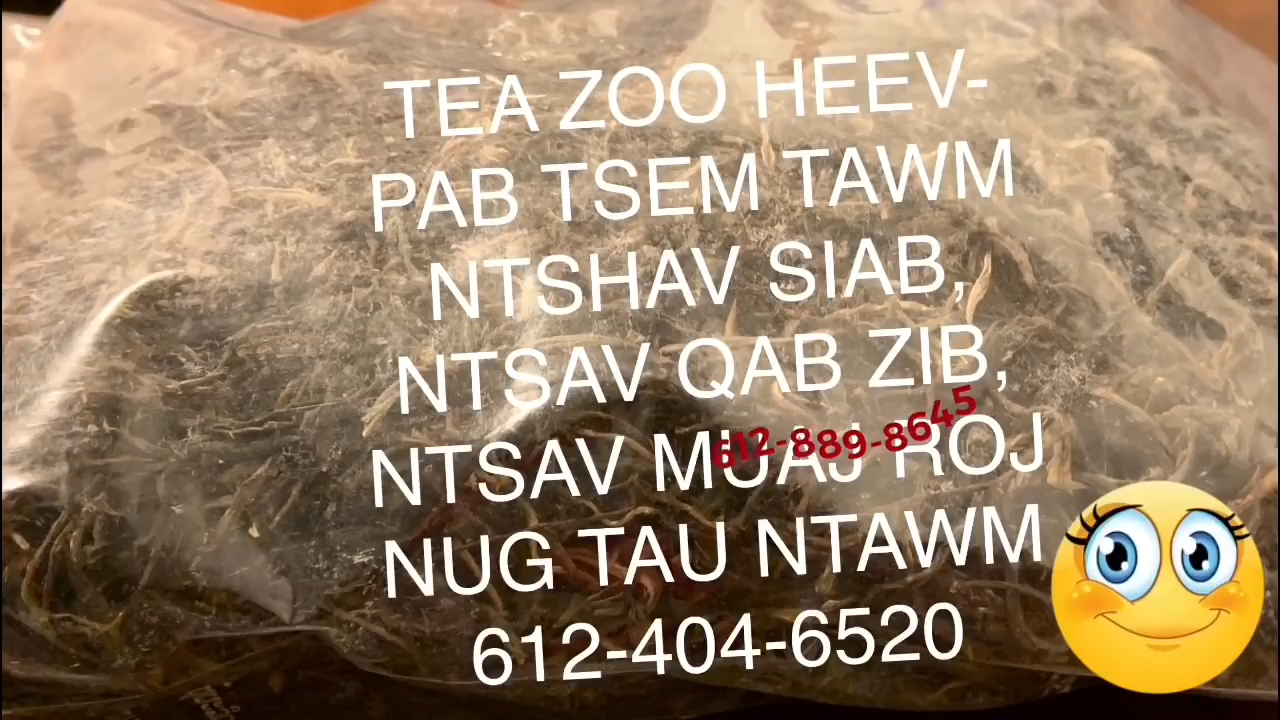 TEA ZOO HEEV-
PAB TSEM TAWM
NTSHAV SIAB,
NTSAV QAB ZIB,
612-889-8645
NTSAV MUAJ ROJ
NUG TAU NTAWM
612-404-6520